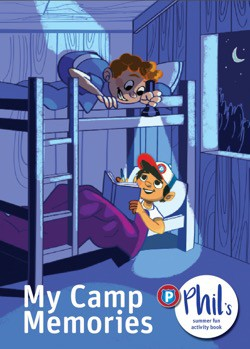 My Camp
Memories
P
Phil's
summer fun
activity book